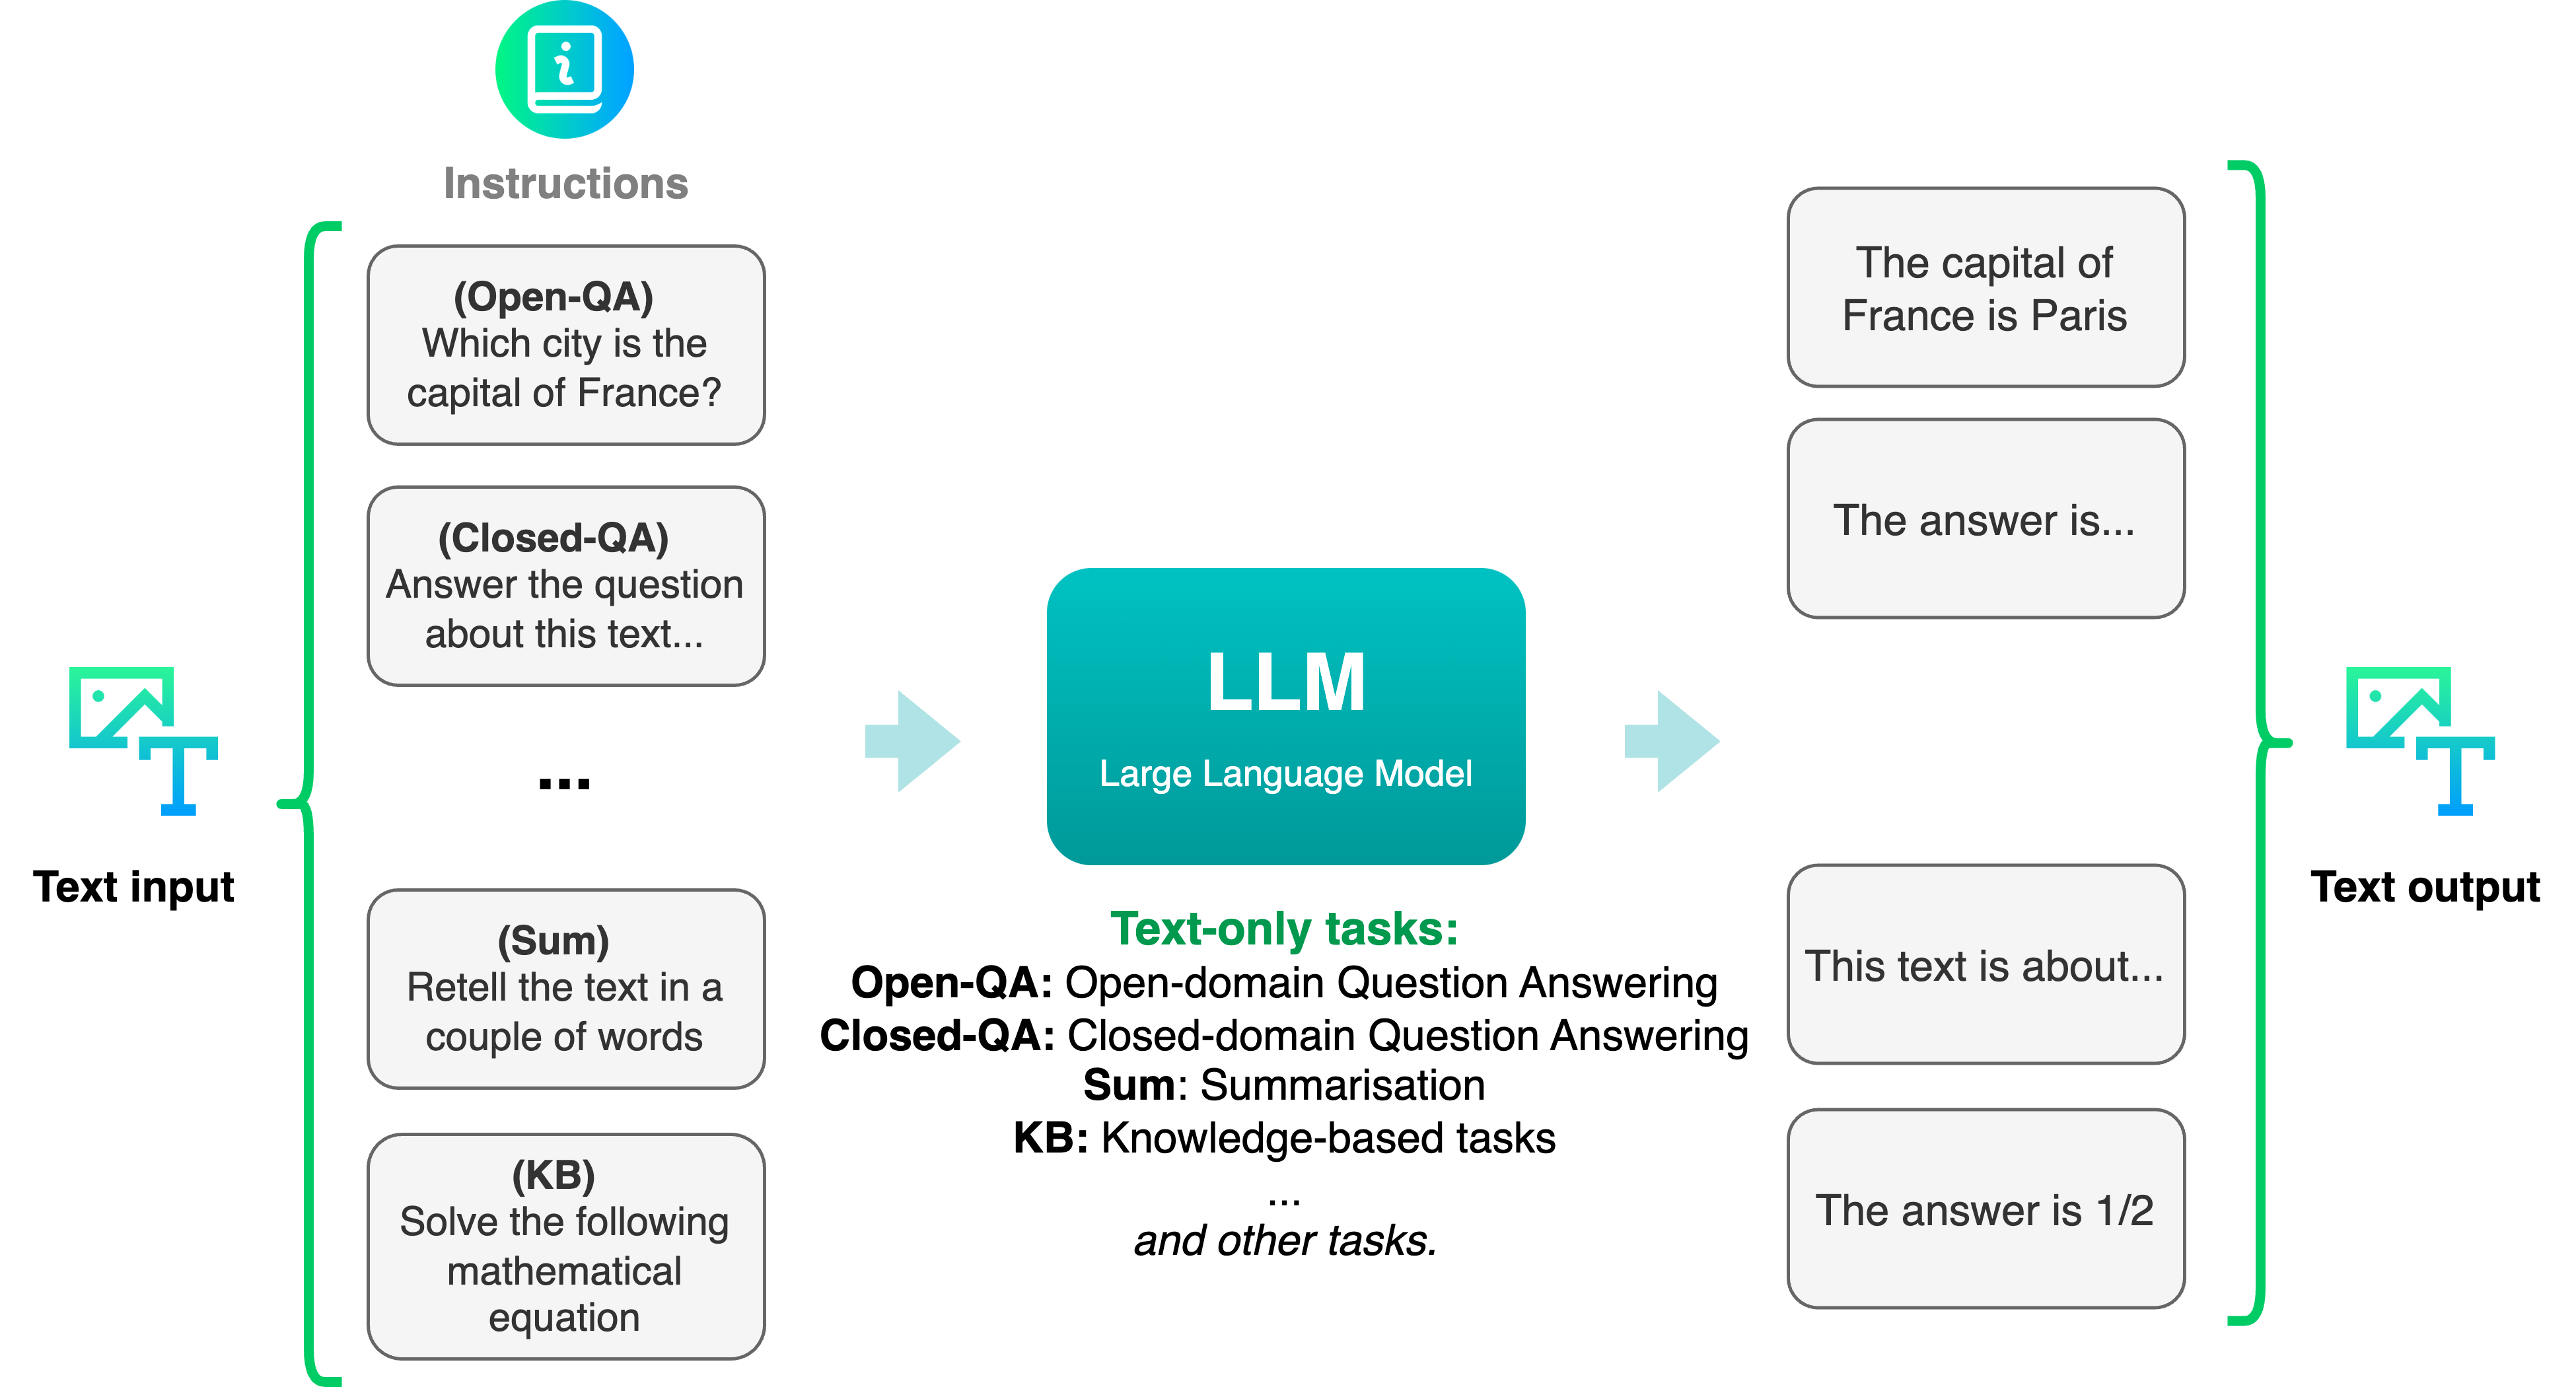 Instructions
(Open-QA)
Which city is the
capital of France?
(Closed-QA)
Answer the question
about this text...
...
(Sum)
Retell the text in a
couple of words
(KB)
Solve the following
mathematical
equation
Text input
LLM
Large Language Model
Text-only tasks:
Open-QA: Open-domain Question Answering
Closed-QA: Closed-domain Question Answering
Sum: Summarisation
KB: Knowledge-based tasks
...
and other tasks.
The capital of
France is Paris
The answer is...
This text is about...
The answer is 1/2
Text output